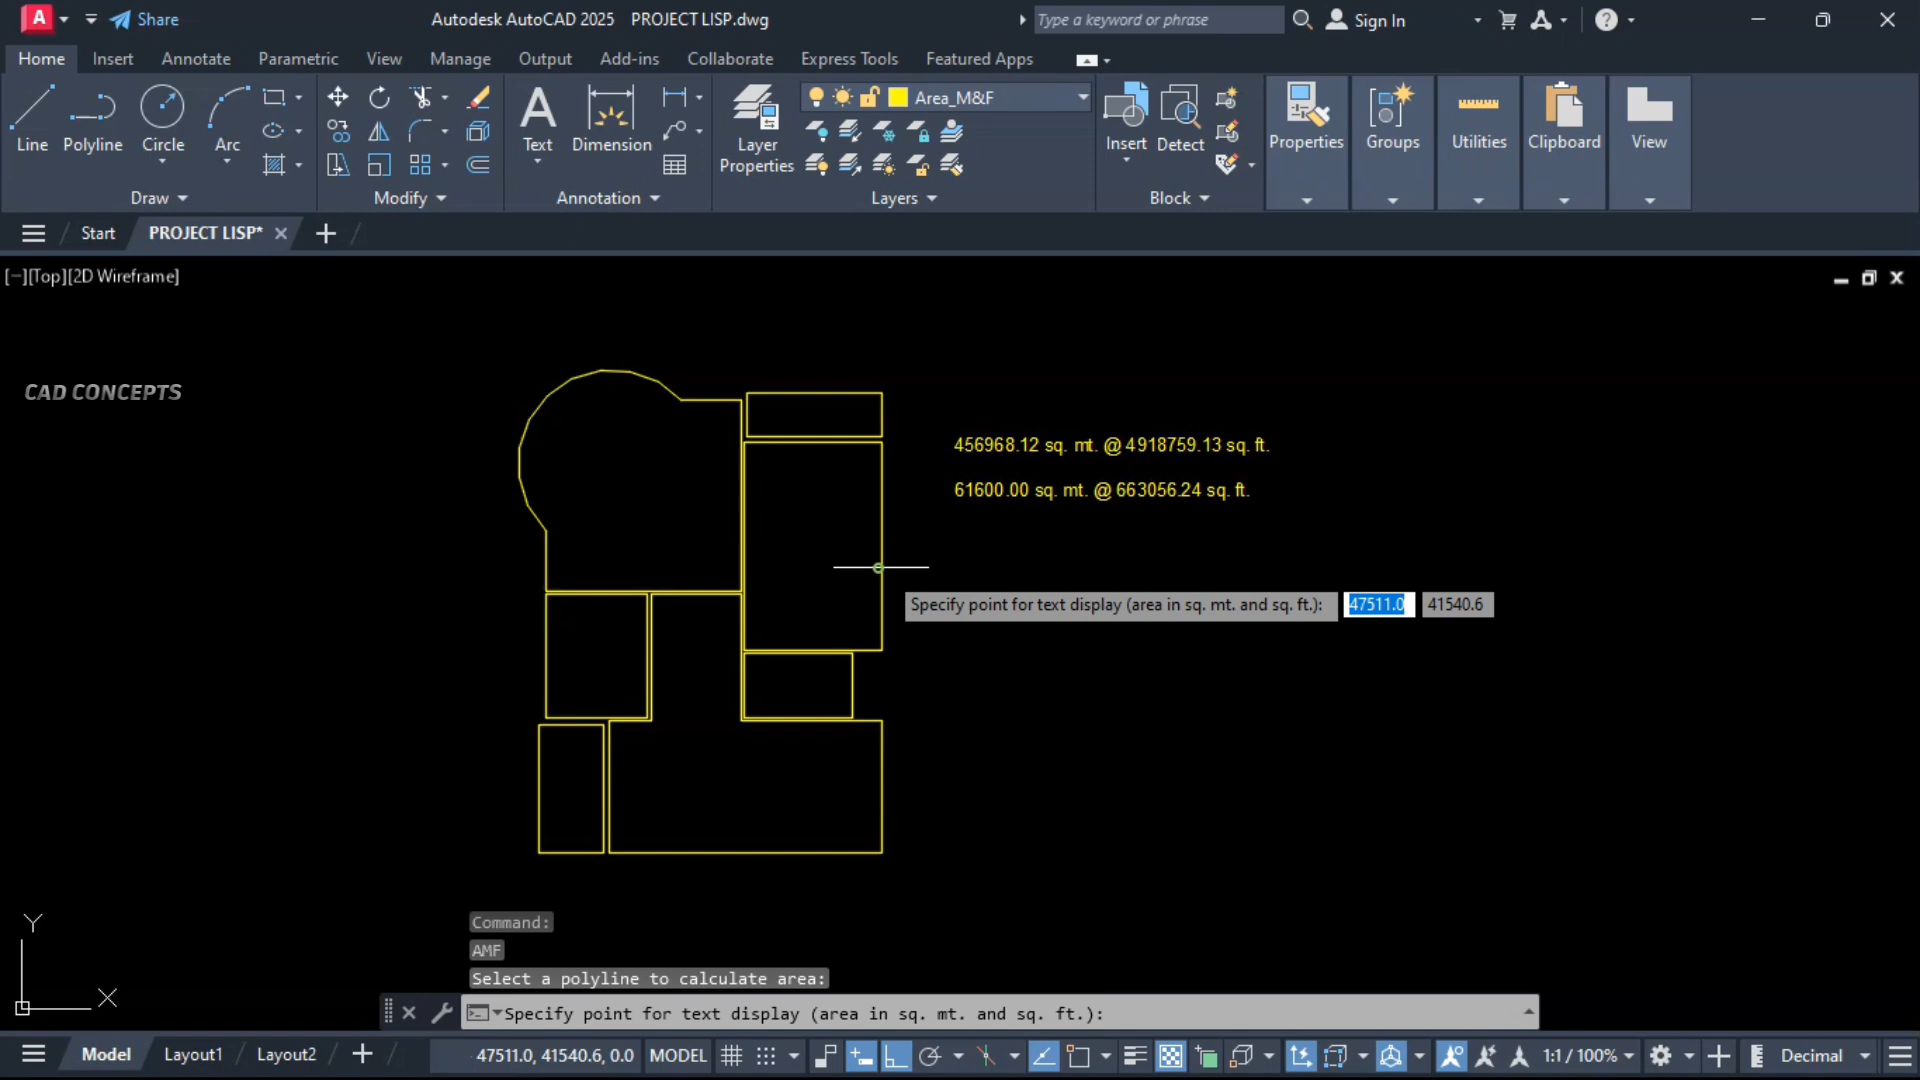 A Share Autodesk AutoCAD 2025 PROJECT LISP.dwg Type a keyword or phrase Sign In
Home Insert Annotate Parametric View Manage Output Add-ins Collaborate Express Tools Featured Apps
Area_M&F
Line Polyline Circle Arc A Text Dimension Layer Properties Insert Detect Properties Groups Utilities Clipboard View
Draw Modify Annotation Layers Block
Start PROJECT LISP*
[−][Top][2D Wireframe]
CAD CONCEPTS
456968.12 sq. mt. @ 4918759.13 sq. ft.
61600.00 sq. mt. @ 663056.24 sq. ft.
Specify point for text display (area in sq. mt. and sq. ft.): 47511.0 41540.6
Y
X
Command:
AMF
Select a polyline to calculate area:
Specify point for text display (area in sq. mt. and sq. ft.):
Model Layout1 Layout2 47511.0, 41540.6, 0.0 MODEL 1:1 / 100% Decimal